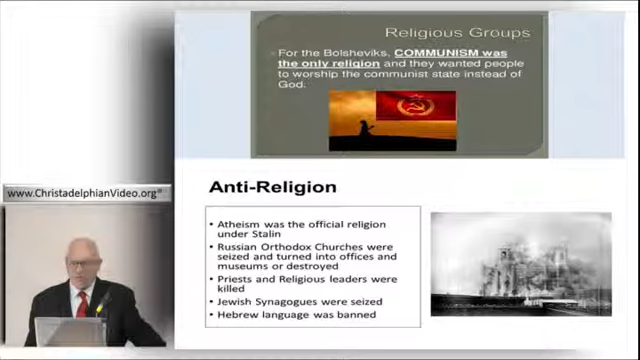 Religious Groups
For the Bolsheviks, COMMUNISM was
the only religion and they wanted people
to worship the communist state instead of
God.
Anti-Religion
www.ChristadelphianVideo.org
• Atheism was the official religion
under Stalin
• Russian Orthodox Churches were
seized and turned into offices and
museums or destroyed
• Priests and Religious leaders were
killed
• Jewish Synagogues were seized
• Hebrew language was banned